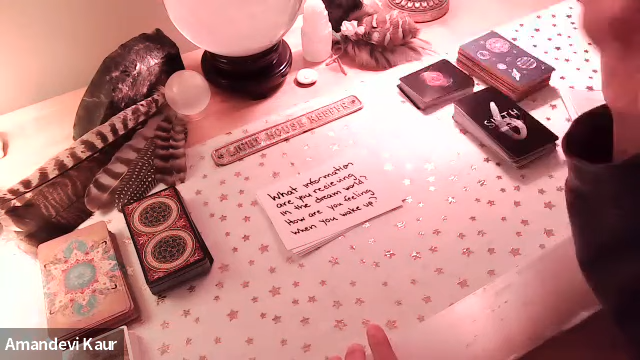 LIGHT HOUSE KEEPER
What information
are you recieving
in the dream world?
How are you feeling
when you wake up?
Amandevi Kaur